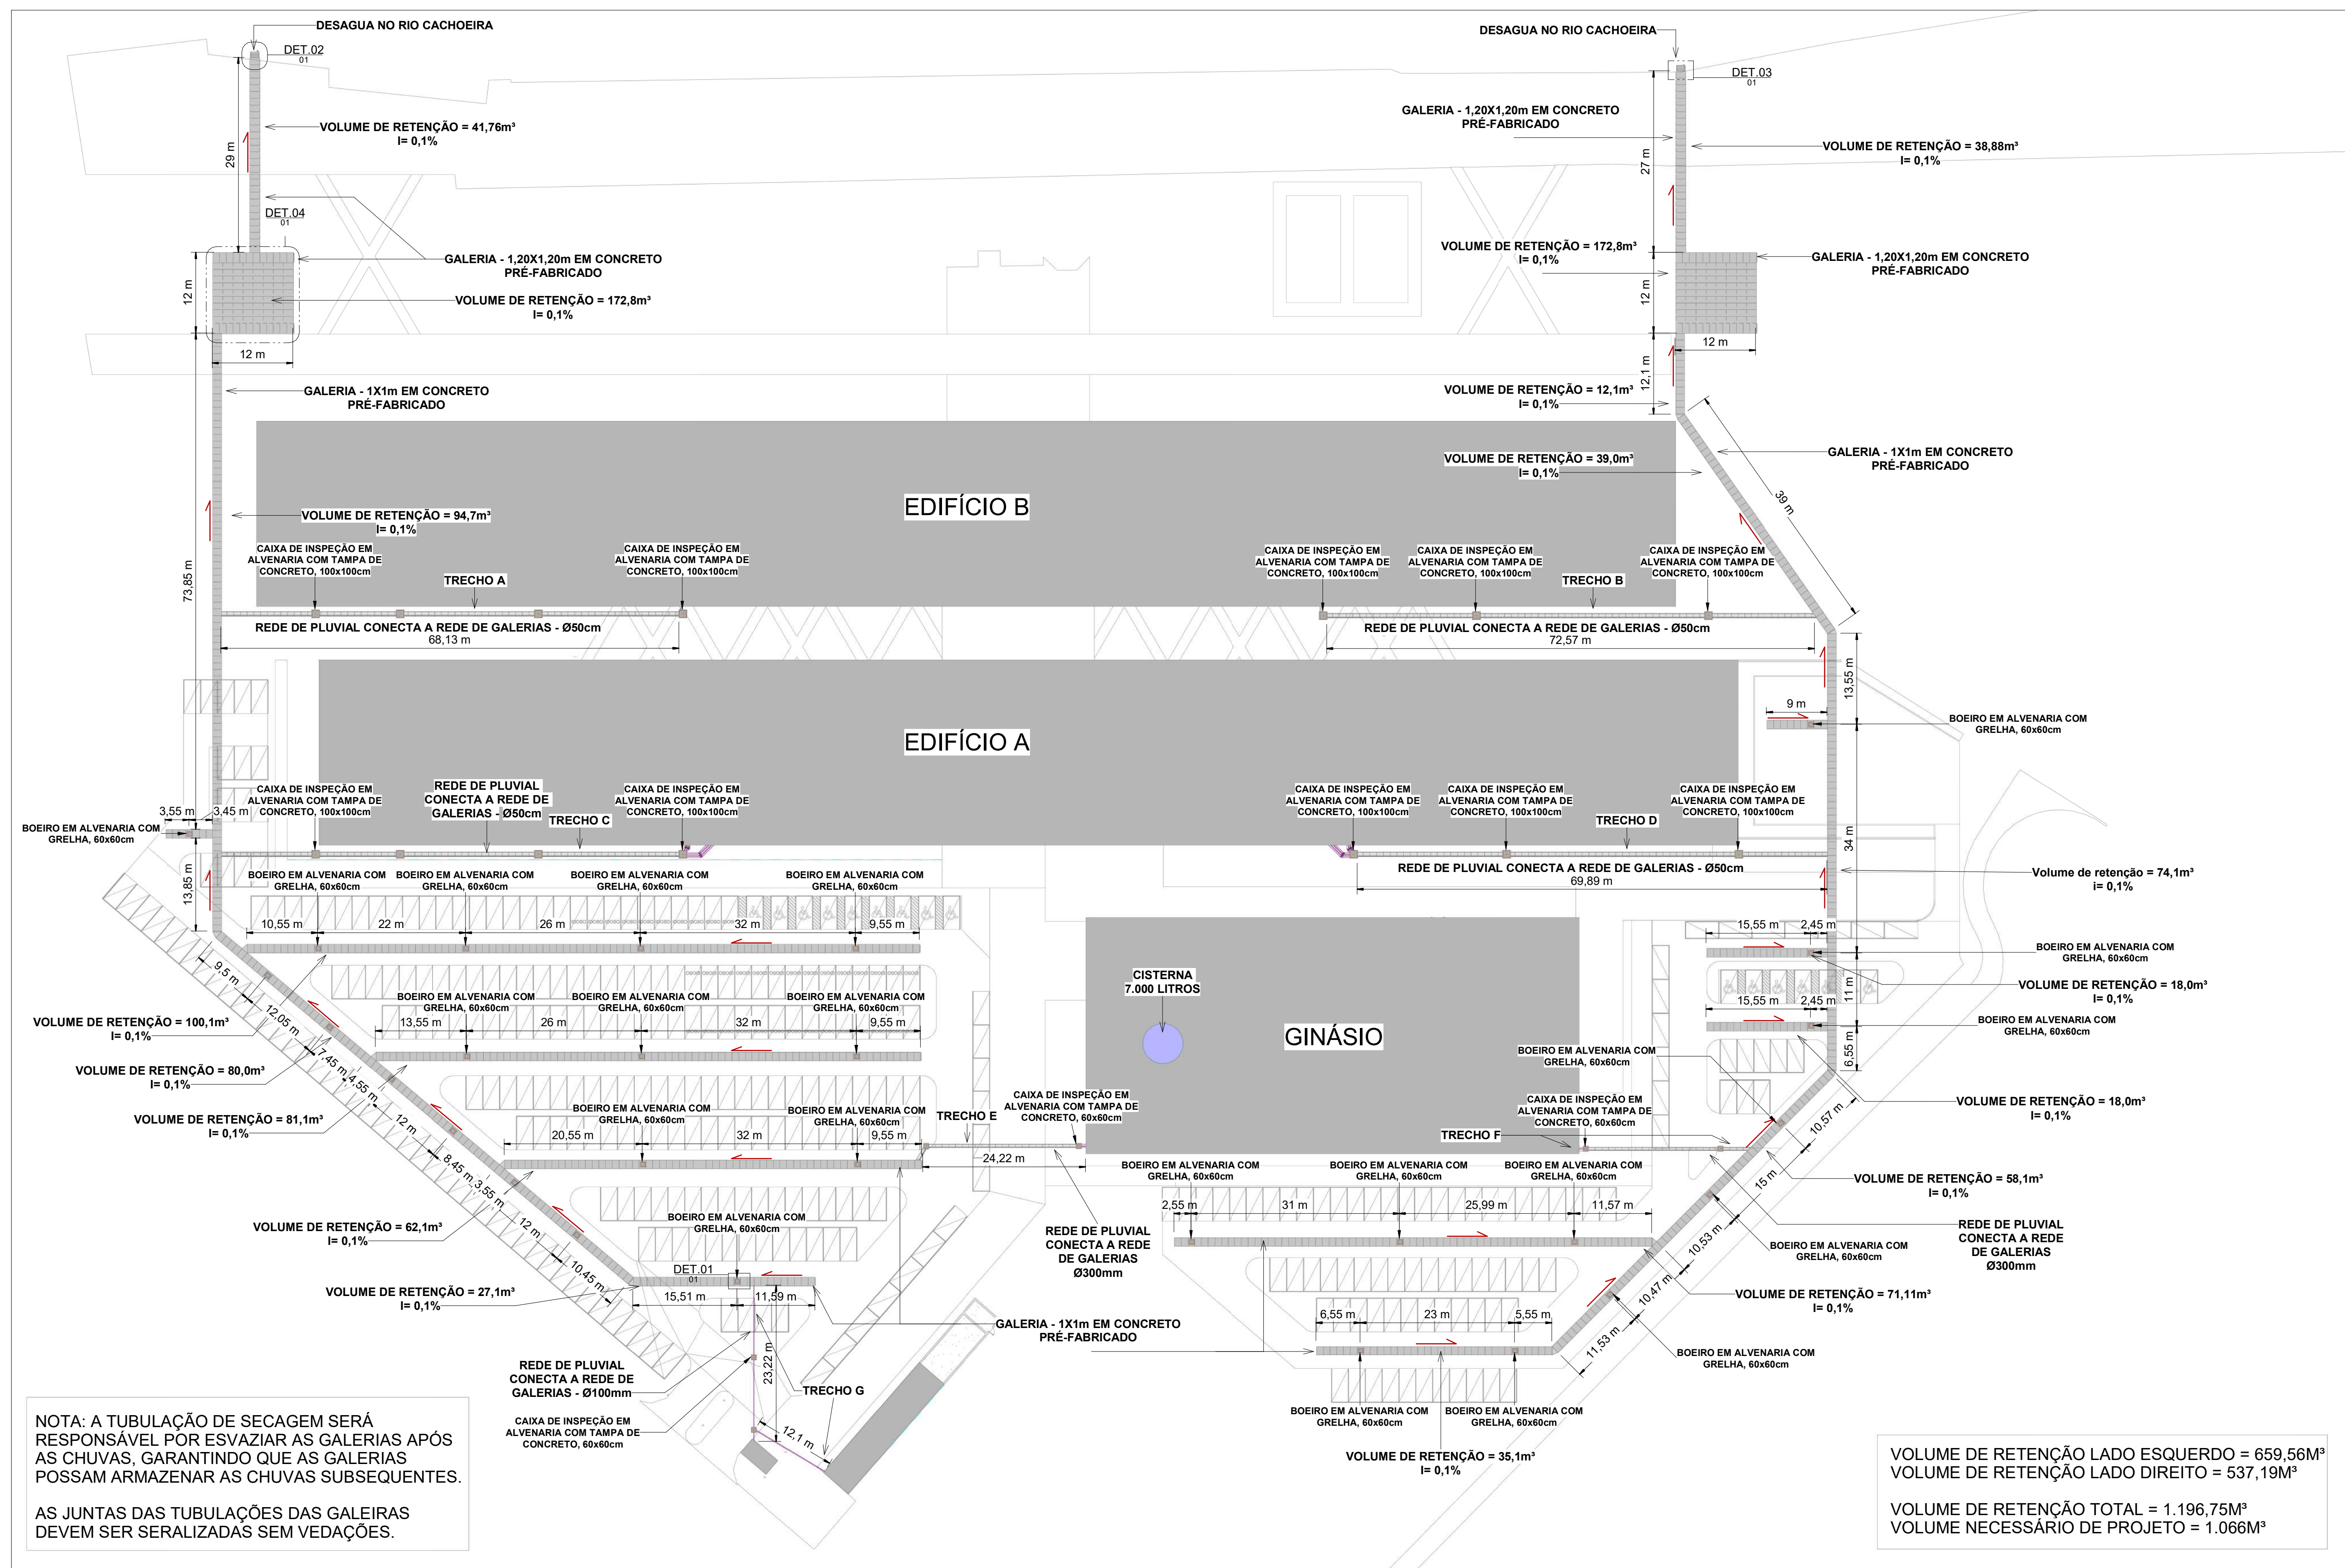 DESAGUA NO RIO CACHOEIRA
DET.02
01
29 m
VOLUME DE RETENÇÃO = 41,76m³
I= 0,1%
DET.04
01
GALERIA - 1,20X1,20m EM CONCRETO
PRÉ-FABRICADO
VOLUME DE RETENÇÃO = 172,8m³
I= 0,1%
12 m
12 m
DESAGUA NO RIO CACHOEIRA
DET.03
01
GALERIA - 1,20X1,20m EM CONCRETO
PRÉ-FABRICADO
VOLUME DE RETENÇÃO = 38,88m³
I= 0,1%
27 m
VOLUME DE RETENÇÃO = 172,8m³
I= 0,1%
GALERIA - 1,20X1,20m EM CONCRETO
PRÉ-FABRICADO
12 m
12 m
12,1 m
VOLUME DE RETENÇÃO = 12,1m³
I= 0,1%
GALERIA - 1X1m EM CONCRETO
PRÉ-FABRICADO
VOLUME DE RETENÇÃO = 39,0m³
I= 0,1%
39 m
GALERIA - 1X1m EM CONCRETO
PRÉ-FABRICADO
EDIFÍCIO B
VOLUME DE RETENÇÃO = 94,7m³
I= 0,1%
73,85 m
CAIXA DE INSPEÇÃO EM
ALVENARIA COM TAMPA DE
CONCRETO, 100x100cm
TRECHO A
CAIXA DE INSPEÇÃO EM
ALVENARIA COM TAMPA DE
CONCRETO, 100x100cm
CAIXA DE INSPEÇÃO EM
ALVENARIA COM TAMPA DE
CONCRETO, 100x100cm
CAIXA DE INSPEÇÃO EM
ALVENARIA COM TAMPA DE
CONCRETO, 100x100cm
TRECHO B
CAIXA DE INSPEÇÃO EM
ALVENARIA COM TAMPA DE
CONCRETO, 100x100cm
REDE DE PLUVIAL CONECTA A REDE DE GALERIAS - Ø50cm
68,13 m
REDE DE PLUVIAL CONECTA A REDE DE GALERIAS - Ø50cm
72,57 m
13,55 m
9 m
BOEIRO EM ALVENARIA COM
GRELHA, 60x60cm
EDIFÍCIO A
3,55 m
3,45 m
BOEIRO EM ALVENARIA COM
GRELHA, 60x60cm
CAIXA DE INSPEÇÃO EM
ALVENARIA COM TAMPA DE
CONCRETO, 100x100cm
REDE DE PLUVIAL
CONECTA A REDE DE
GALERIAS - Ø50cm
TRECHO C
CAIXA DE INSPEÇÃO EM
ALVENARIA COM TAMPA DE
CONCRETO, 100x100cm
CAIXA DE INSPEÇÃO EM
ALVENARIA COM TAMPA DE
CONCRETO, 100x100cm
CAIXA DE INSPEÇÃO EM
ALVENARIA COM TAMPA DE
CONCRETO, 100x100cm
TRECHO D
CAIXA DE INSPEÇÃO EM
ALVENARIA COM TAMPA DE
CONCRETO, 100x100cm
34 m
REDE DE PLUVIAL CONECTA A REDE DE GALERIAS - Ø50cm
69,89 m
Volume de retenção = 74,1m³
i= 0,1%
13,85 m
BOEIRO EM ALVENARIA COM
GRELHA, 60x60cm
BOEIRO EM ALVENARIA COM
GRELHA, 60x60cm
BOEIRO EM ALVENARIA COM
GRELHA, 60x60cm
BOEIRO EM ALVENARIA COM
GRELHA, 60x60cm
10,55 m
22 m
26 m
32 m
9,55 m
15,55 m
2,45 m
BOEIRO EM ALVENARIA COM
GRELHA, 60x60cm
VOLUME DE RETENÇÃO = 18,0m³
I= 0,1%
11 m
15,55 m
2,45 m
BOEIRO EM ALVENARIA COM
GRELHA, 60x60cm
6,55 m
VOLUME DE RETENÇÃO = 18,0m³
I= 0,1%
CISTERNA
7.000 LITROS
GINÁSIO
9,5 m
12,05 m
7,45 m
4,55 m
12 m
8,45 m
3,55 m
12 m
10,45 m
VOLUME DE RETENÇÃO = 100,1m³
I= 0,1%
VOLUME DE RETENÇÃO = 80,0m³
I= 0,1%
VOLUME DE RETENÇÃO = 81,1m³
I= 0,1%
VOLUME DE RETENÇÃO = 62,1m³
I= 0,1%
VOLUME DE RETENÇÃO = 27,1m³
I= 0,1%
BOEIRO EM ALVENARIA COM
GRELHA, 60x60cm
BOEIRO EM ALVENARIA COM
GRELHA, 60x60cm
BOEIRO EM ALVENARIA COM
GRELHA, 60x60cm
13,55 m
26 m
32 m
9,55 m
BOEIRO EM ALVENARIA COM
GRELHA, 60x60cm
BOEIRO EM ALVENARIA COM
GRELHA, 60x60cm
20,55 m
32 m
9,55 m
TRECHO E
CAIXA DE INSPEÇÃO EM
ALVENARIA COM TAMPA DE
CONCRETO, 60x60cm
24,22 m
BOEIRO EM ALVENARIA COM
GRELHA, 60x60cm
CAIXA DE INSPEÇÃO EM
ALVENARIA COM TAMPA DE
CONCRETO, 60x60cm
TRECHO F
10,57 m
15 m
10,53 m
10,47 m
11,53 m
VOLUME DE RETENÇÃO = 58,1m³
I= 0,1%
REDE DE PLUVIAL
CONECTA A REDE
DE GALERIAS
Ø300mm
BOEIRO EM ALVENARIA COM
GRELHA, 60x60cm
VOLUME DE RETENÇÃO = 71,11m³
I= 0,1%
BOEIRO EM ALVENARIA COM
GRELHA, 60x60cm
BOEIRO EM ALVENARIA COM
GRELHA, 60x60cm
BOEIRO EM ALVENARIA COM
GRELHA, 60x60cm
BOEIRO EM ALVENARIA COM
GRELHA, 60x60cm
2,55 m
31 m
25,99 m
11,57 m
REDE DE PLUVIAL
CONECTA A REDE
DE GALERIAS
Ø300mm
BOEIRO EM ALVENARIA COM
GRELHA, 60x60cm
DET.01
01
15,51 m
11,59 m
GALERIA - 1X1m EM CONCRETO
PRÉ-FABRICADO
6,55 m
23 m
5,55 m
BOEIRO EM ALVENARIA COM
GRELHA, 60x60cm
BOEIRO EM ALVENARIA COM
GRELHA, 60x60cm
VOLUME DE RETENÇÃO = 35,1m³
I= 0,1%
REDE DE PLUVIAL
CONECTA A REDE DE
GALERIAS - Ø100mm
23,22 m
TRECHO G
CAIXA DE INSPEÇÃO EM
ALVENARIA COM TAMPA DE
CONCRETO, 60x60cm
12,1 m
NOTA: A TUBULAÇÃO DE SECAGEM SERÁ
RESPONSÁVEL POR ESVAZIAR AS GALERIAS APÓS
AS CHUVAS, GARANTINDO QUE AS GALERIAS
POSSAM ARMAZENAR AS CHUVAS SUBSEQUENTES.
AS JUNTAS DAS TUBULAÇÕES DAS GALEIRAS
DEVEM SER SERALIZADAS SEM VEDAÇÕES.
VOLUME DE RETENÇÃO LADO ESQUERDO = 659,56M³
VOLUME DE RETENÇÃO LADO DIREITO = 537,19M³
VOLUME DE RETENÇÃO TOTAL = 1.196,75M³
VOLUME NECESSÁRIO DE PROJETO = 1.066M³